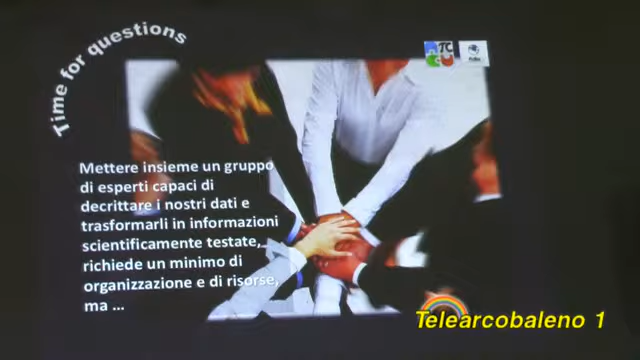 Time for questions
Mettere insieme un gruppo
di esperti capaci di
decrittare i nostri dati e
trasformarli in informazioni
scientificamente testate,
richiede un minimo di
organizzazione e di risorse,
ma ...
Telearcobaleno 1